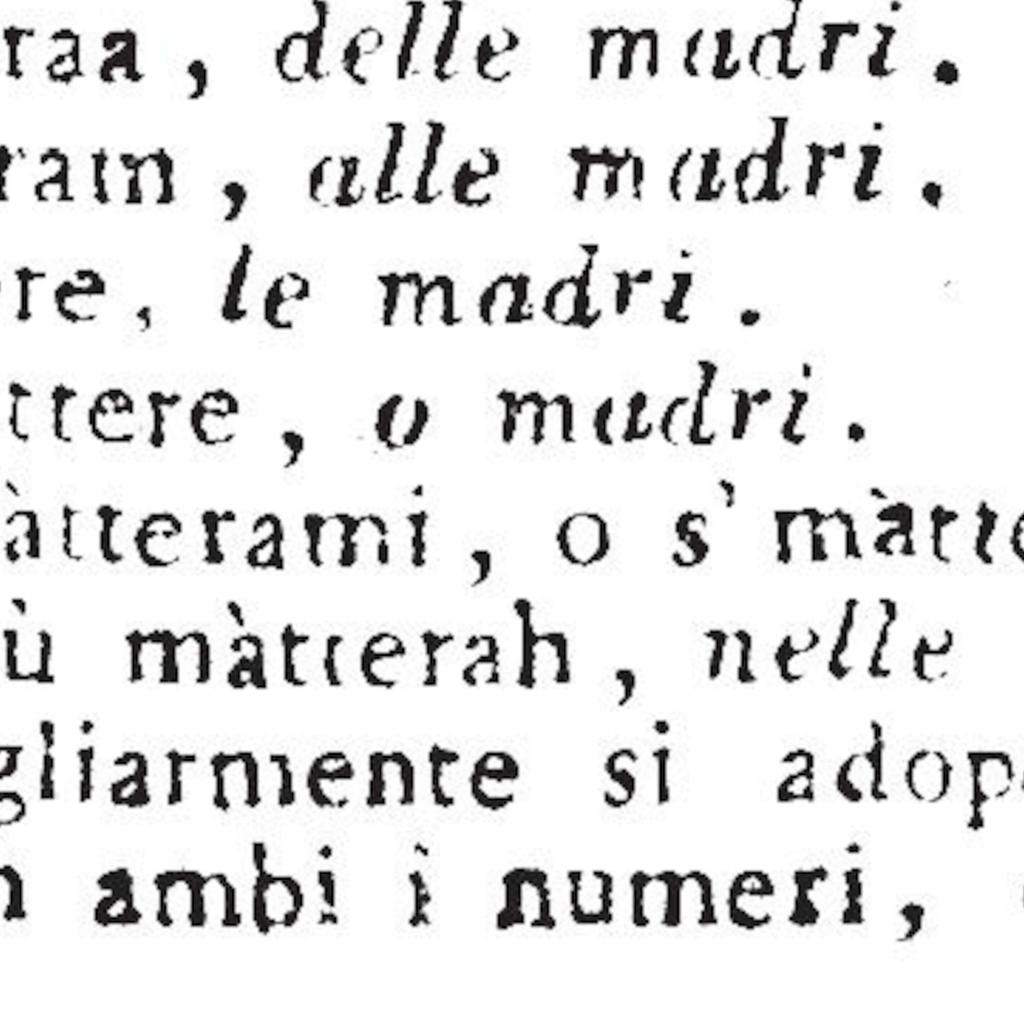 raa, delle madri.
rain, alle madri.
re, le madri.
ttere, o madri.
àtterami, o s'màtte
ù màtterah, nelle
gliarmente si adop
n ambi ì numeri,